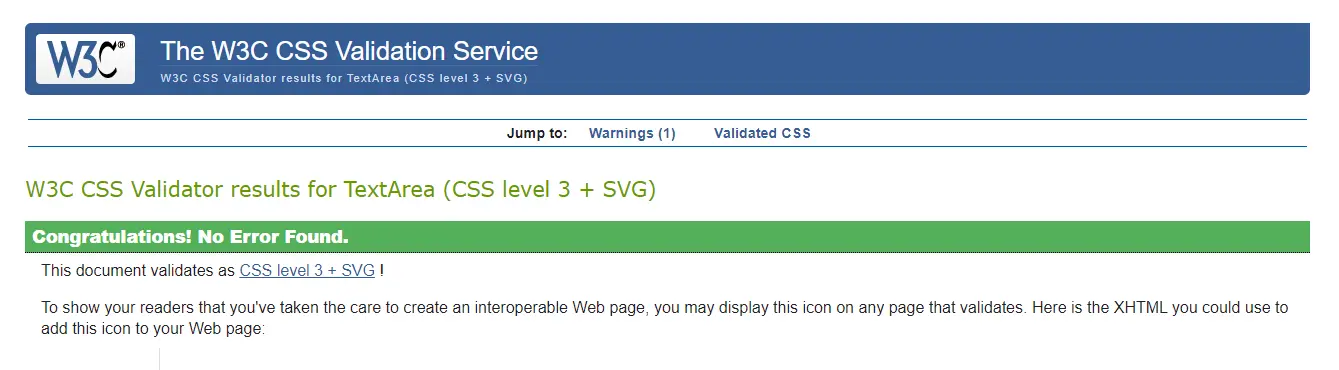 W3C®
The W3C CSS Validation Service
W3C CSS Validator results for TextArea (CSS level 3 + SVG)
Jump to: Warnings (1) Validated CSS
W3C CSS Validator results for TextArea (CSS level 3 + SVG)
Congratulations! No Error Found.
This document validates as CSS level 3 + SVG !
To show your readers that you've taken the care to create an interoperable Web page, you may display this icon on any page that validates. Here is the XHTML you could use to
add this icon to your Web page: